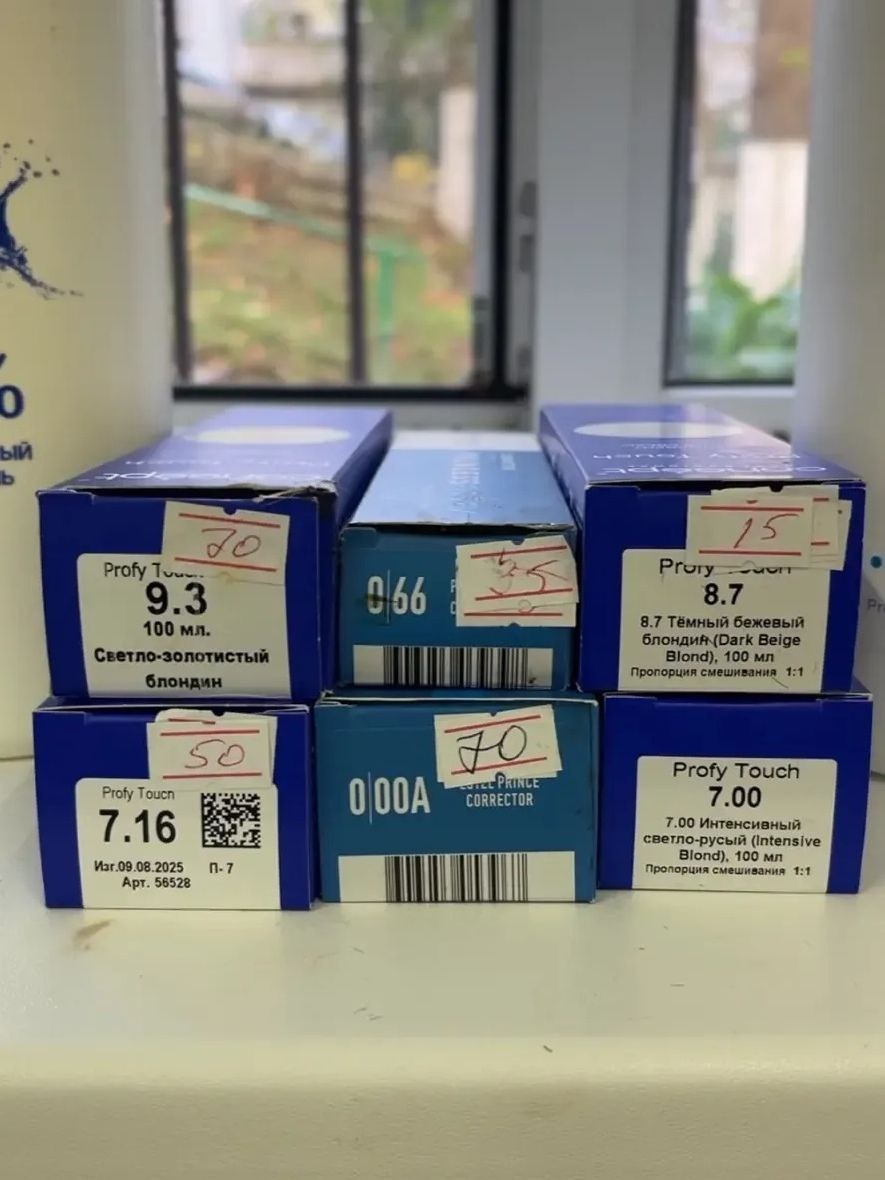 70
Profy
9.3
100 мл.
Светло-золотистый
блондин
0|66
35
15
Profy Touch
8.7
8.7 Тёмный бежевый
блондин (Dark Beige
Blond), 100 мл
Пропорция смешивания 1:1
50
Profy Touch
7.16
Изг.09.08.2025 П-7
Арт. 56528
70
0|00A
PRINCE
CORRECTOR
Profy Touch
7.00
7.00 Интенсивный
светло-русый (Intensive
Blond), 100 мл
Пропорция смешивания 1:1